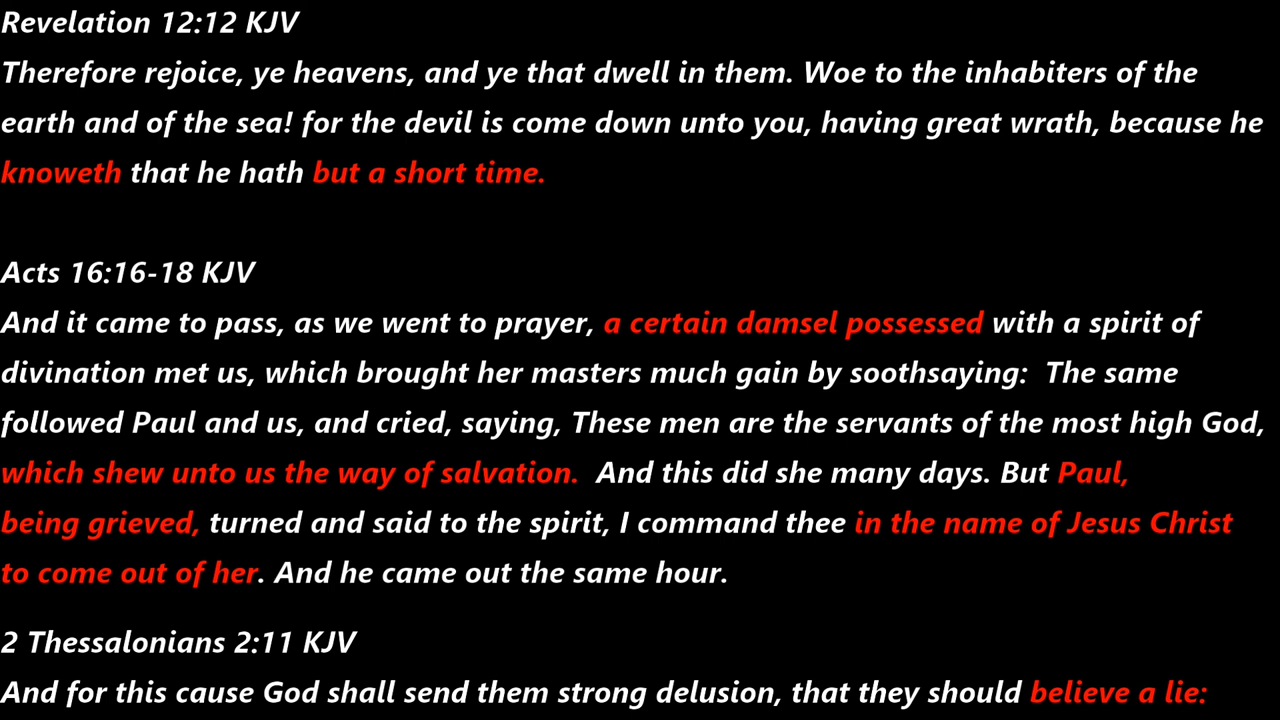 Revelation 12:12 KJV
Therefore rejoice, ye heavens, and ye that dwell in them. Woe to the inhabiters of the
earth and of the sea! for the devil is come down unto you, having great wrath, because he
knoweth that he hath but a short time.
Acts 16:16-18 KJV
And it came to pass, as we went to prayer, a certain damsel possessed with a spirit of
divination met us, which brought her masters much gain by soothsaying:  The same
followed Paul and us, and cried, saying, These men are the servants of the most high God,
which shew unto us the way of salvation.  And this did she many days. But Paul,
being grieved, turned and said to the spirit, I command thee in the name of Jesus Christ
to come out of her. And he came out the same hour.
2 Thessalonians 2:11 KJV
And for this cause God shall send them strong delusion, that they should believe a lie: